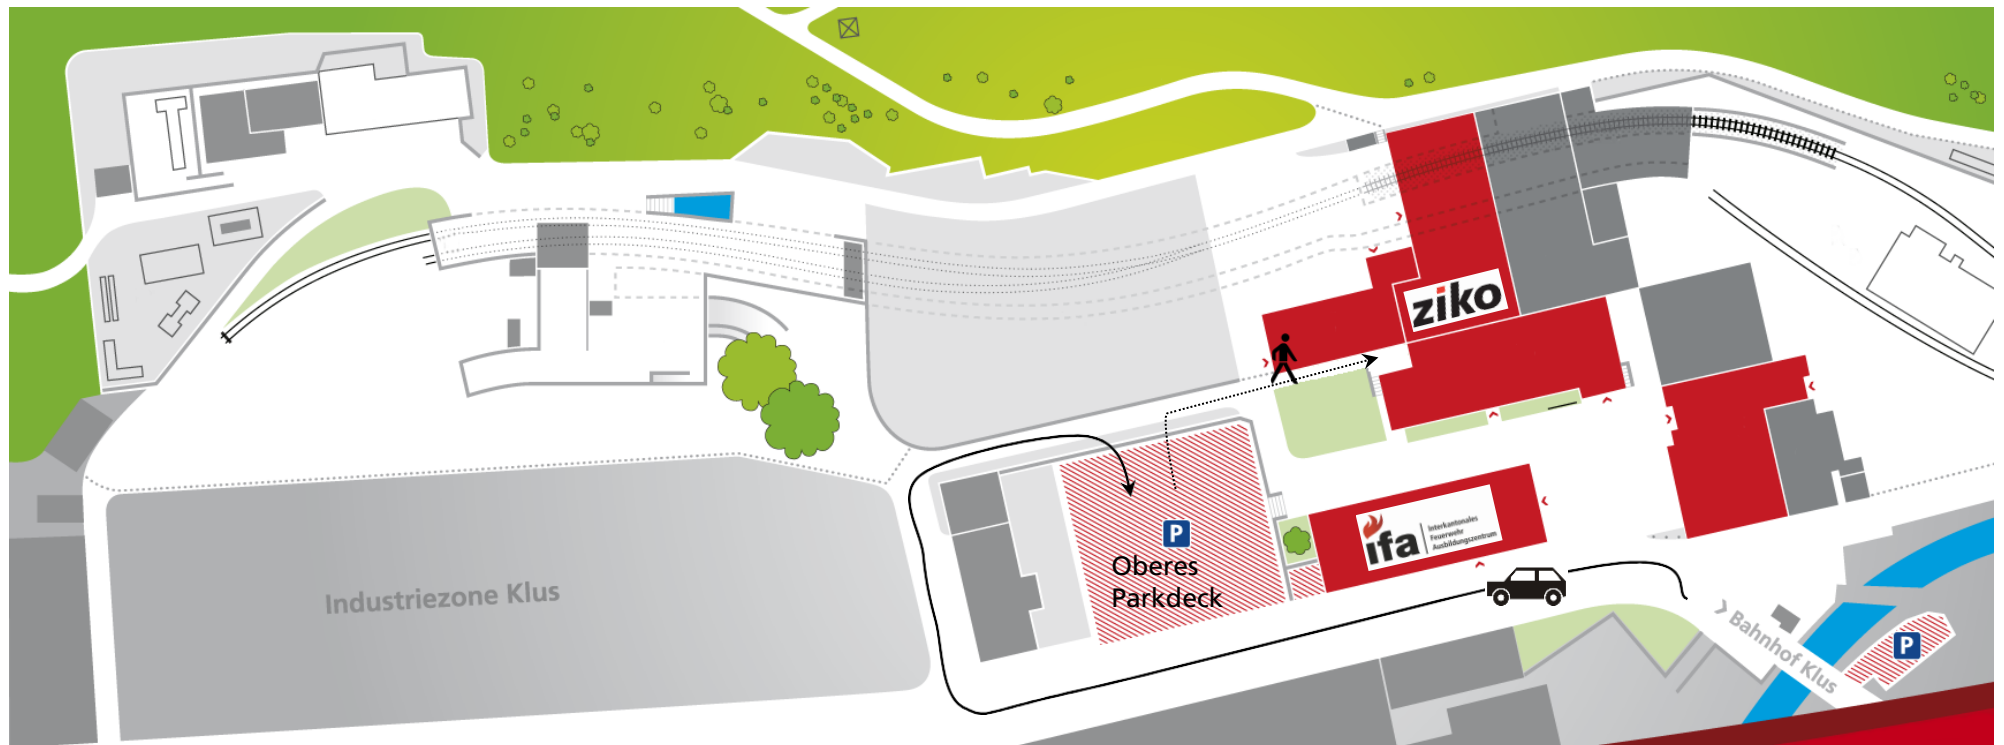 ziko
ifa
Interkantonales
Feuerwehr
Ausbildungszentrum
P
Oberes
Parkdeck
Industriezone Klus
Bahnhof Klus
P